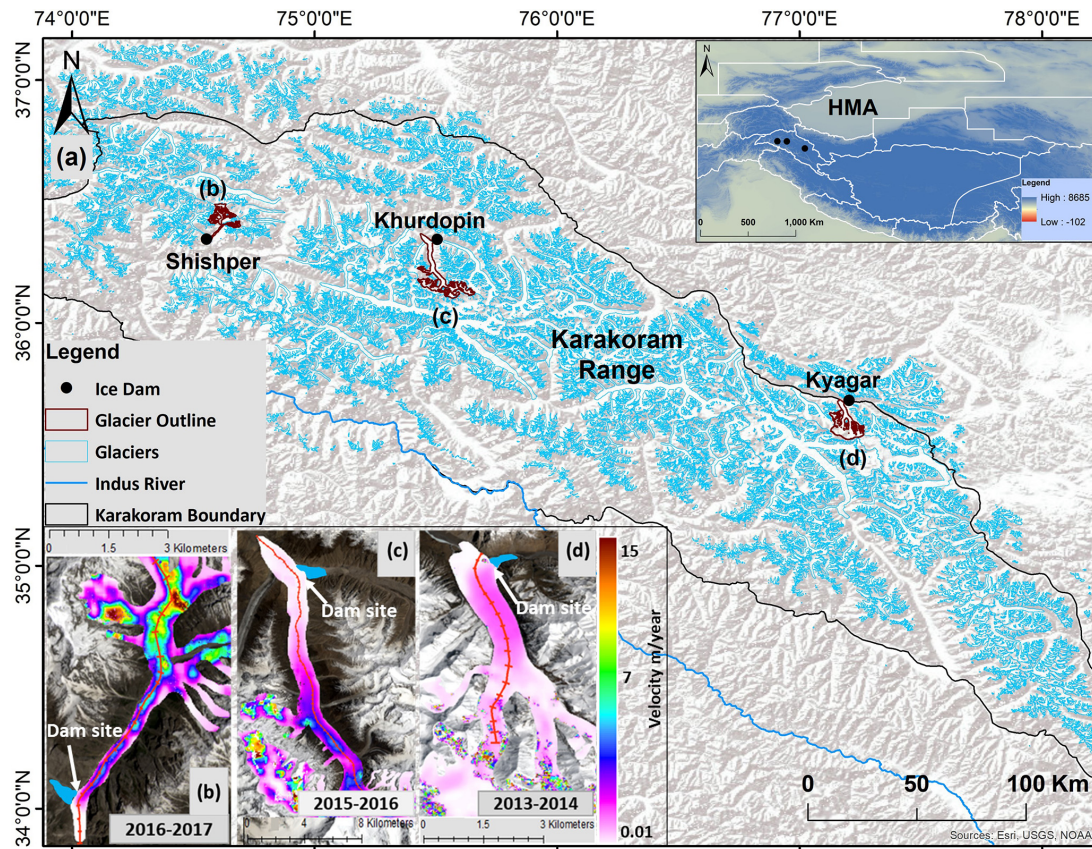 74°0'0"E
75°0'0"E
76°0'0"E
77°0'0"E
78°0'0"E
37°0'0"N
36°0'0"N
35°0'0"N
34°0'0"N
N
(a)
(b)
Shishper
Khurdopin
(c)
Karakoram
Range
Kyagar
(d)
N
HMA
Legend
High : 8685
Low : -102
0 500 1,000 Km
Legend
Ice Dam
Glacier Outline
Glaciers
Indus River
Karakoram Boundary
0 1.5 3 Kilometers
Dam site
(b)
2016-2017
(c)
Dam site
2015-2016
0 4 8 Kilometers
(d)
Dam site
2013-2014
0 1.5 3 Kilometers
15
7
0.01
Velocity m/year
0 50 100 Km
Sources: Esri, USGS, NOAA